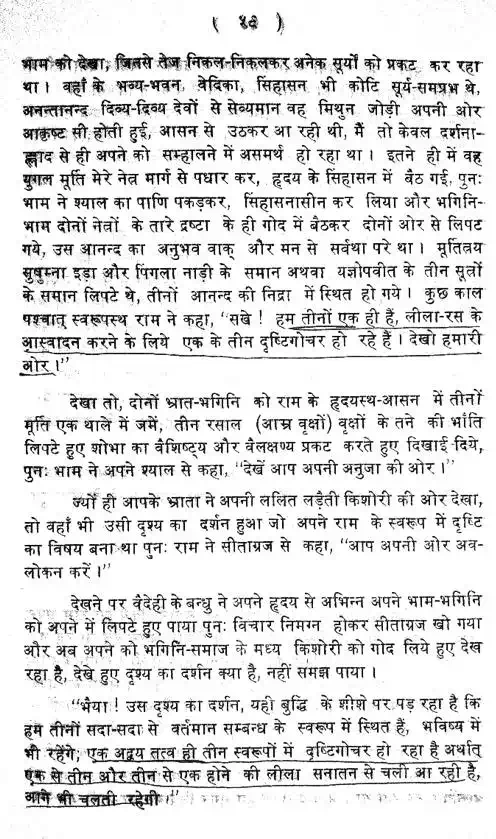 ( ४३ )
भाम को देखा, जिनसे तेज निकल-निकलकर अनेक सूर्यों को प्रकट कर रहा
था । वहाँ के भव्य-भवन, वेदिका, सिंहासन भी कोटि सूर्य-समप्रभ थे,
अनन्तानन्द दिव्य-दिव्य देवों से सेव्यमान वह मिथुन जोड़ी अपनी ओर
आकृष्ट सी होती हुई, आसन से उठकर आ रही थी, मैं तो केवल दर्शना-
ह्लाद से ही अपने को सम्हालने में असमर्थ हो रहा था । इतने ही में वह
युगल मूर्ति मेरे नेत्र मार्ग से पधार कर, हृदय के सिंहासन में बैठ गई, पुनः
भाम ने श्याल का पाणि पकड़कर, सिंहासनासीन कर लिया और भगिनि-
भाम दोनों नेत्रों के तारे द्रष्टा के ही गोद में बैठकर दोनों ओर से लिपट
गये, उस आनन्द का अनुभव वाक् और मन से सर्वथा परे था । मूर्तित्रय
सुषुम्ना इडा और पिंगला नाड़ी के समान अथवा यज्ञोपवीत के तीन सूत्रों
के समान लिपटे थे, तीनों आनन्द की निद्रा में स्थित हो गये । कुछ काल
पश्चात् स्वरूपस्थ राम ने कहा, "सखे ! हम तीनों एक ही हैं, लीला-रस के
आस्वादन करने के लिये एक के तीन दृष्टिगोचर हो रहे हैं । देखो हमारी
ओर ।"
देखा तो, दोनों भ्रात-भगिनि को राम के हृदयस्थ-आसन में तीनों
मूर्ति एक थाले में जमें, तीन रसाल (आम्र वृक्षों) वृक्षों के तने की भाँति
लिपटे हुए शोभा का वैशिष्ट्य और वैलक्षण्य प्रकट करते हुए दिखाई दिये,
पुनः भाम ने अपने श्याल से कहा, "देखें आप अपनी अनुजा की ओर ।"
ज्यों ही आपके भ्राता ने अपनी ललित लड़ैती किशोरी की ओर देखा,
तो वहाँ भी उसी दृश्य का दर्शन हुआ जो अपने राम के स्वरूप में दृष्टि
का विषय बना था पुनः राम ने सीताग्रज से कहा, "आप अपनी ओर अव-
लोकन करें ।"
देखने पर वैदेही के बन्धु ने अपने हृदय से अभिन्न अपने भाम-भगिनि
को अपने में लिपटे हुए पाया पुनः विचार निमग्न होकर सीताग्रज खो गया
और अब अपने को भगिनि-समाज के मध्य किशोरी को गोद लिये हुए देख
रहा है, देखे हुए दृश्य का दर्शन क्या है, नहीं समझ पाया ।
"भैया ! उस दृश्य का दर्शन, यही बुद्धि के शीशे पर पड़ रहा है कि
हम तीनों सदा-सदा से वर्तमान सम्बन्ध के स्वरूप में स्थित हैं, भविष्य में
भी रहेंगे, एक अद्वय तत्व ही तीन स्वरूपों में दृष्टिगोचर हो रहा है अर्थात्
एक से तीन और तीन से एक होने की लीला सनातन से चली आ रही है,
आगे भी चलती रहेगी ।"